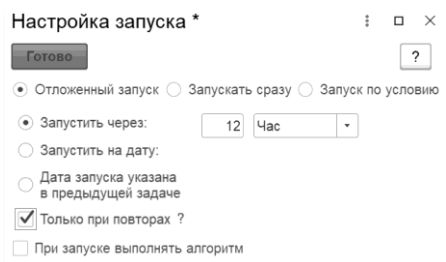 Настройка запуска *
Готово
?
Отложенный запуск Запускать сразу Запуск по условию
Запустить через: 12 Час
Запустить на дату:
Дата запуска указана
в предыдущей задаче
Только при повторах ?
При запуске выполнять алгоритм